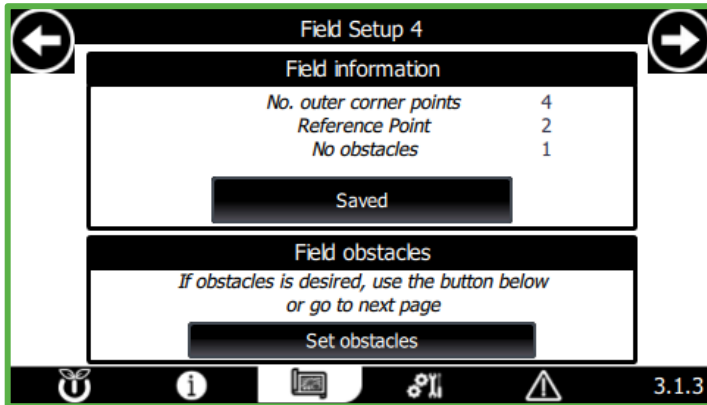 Field Setup 4
Field information
No. outer corner points 4
Reference Point 2
No obstacles 1
Saved
Field obstacles
If obstacles is desired, use the button below
or go to next page
Set obstacles
3.1.3